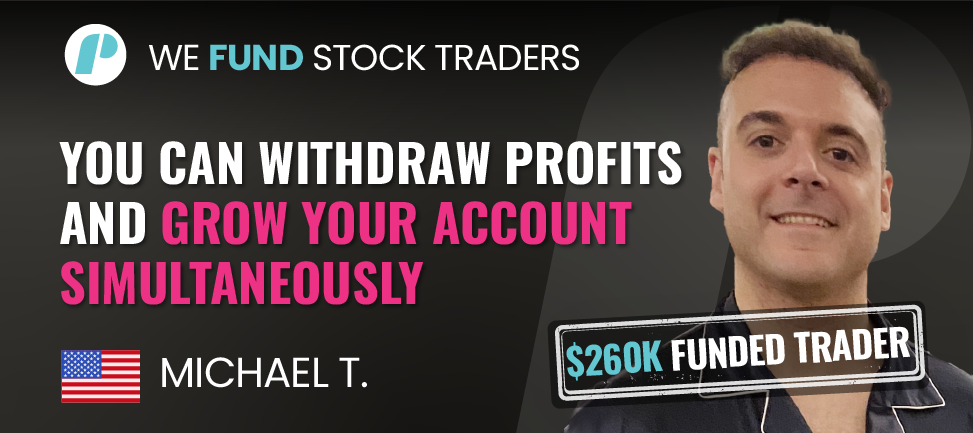 P
WE FUND STOCK TRADERS
YOU CAN WITHDRAW PROFITS
AND GROW YOUR ACCOUNT
SIMULTANEOUSLY
MICHAEL T.
$260K FUNDED TRADER